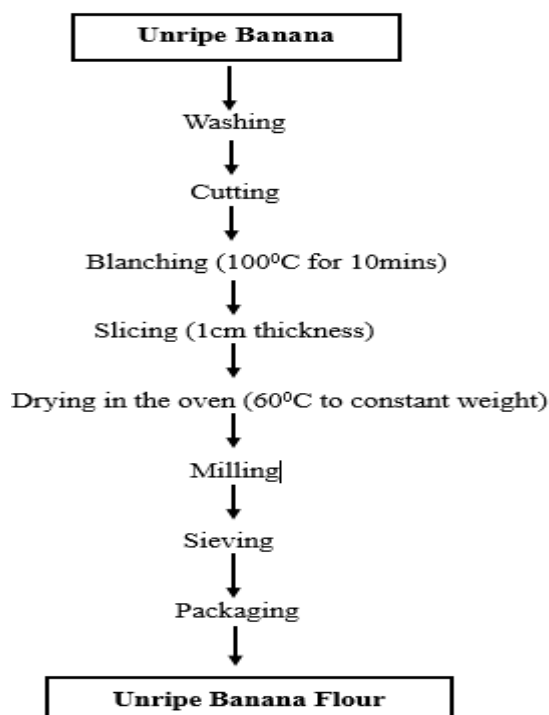 Unripe Banana
Washing
Cutting
Blanching (100⁰C for 10mins)
Slicing (1cm thickness)
Drying in the oven (60⁰C to constant weight)
Milling
Sieving
Packaging
Unripe Banana Flour